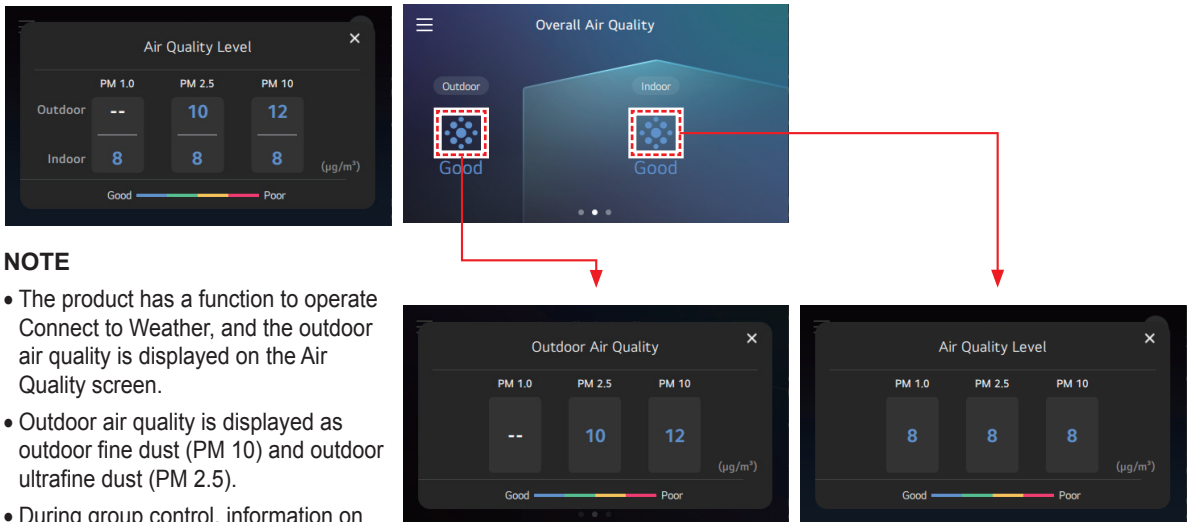 Air Quality Level ×
PM 1.0 PM 2.5 PM 10
Outdoor -- 10 12
Indoor 8 8 8 (µg/m³)
Good Poor
Overall Air Quality
Outdoor Indoor
Good Good
NOTE
• The product has a function to operate
Connect to Weather, and the outdoor
air quality is displayed on the Air
Quality screen.
• Outdoor air quality is displayed as
outdoor fine dust (PM 10) and outdoor
ultrafine dust (PM 2.5).
• During group control, information on
Outdoor Air Quality ×
PM 1.0 PM 2.5 PM 10
-- 10 12
(µg/m³)
Good Poor
Air Quality Level ×
PM 1.0 PM 2.5 PM 10
8 8 8
(µg/m³)
Good Poor